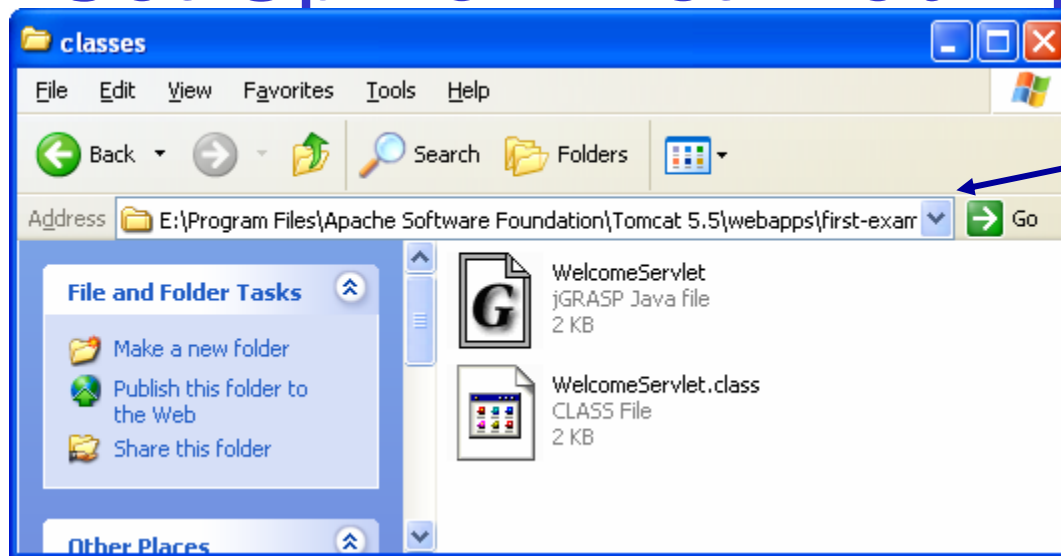 classes
File Edit View Favorites Tools Help
Back Search Folders
Address E:\Program Files\Apache Software Foundation\Tomcat 5.5\webapps\first-exam Go
File and Folder Tasks
Make a new folder
Publish this folder to
the Web
Share this folder
Other Places
G
WelcomeServlet
jGRASP Java file
2 KB
WelcomeServlet.class
CLASS File
2 KB